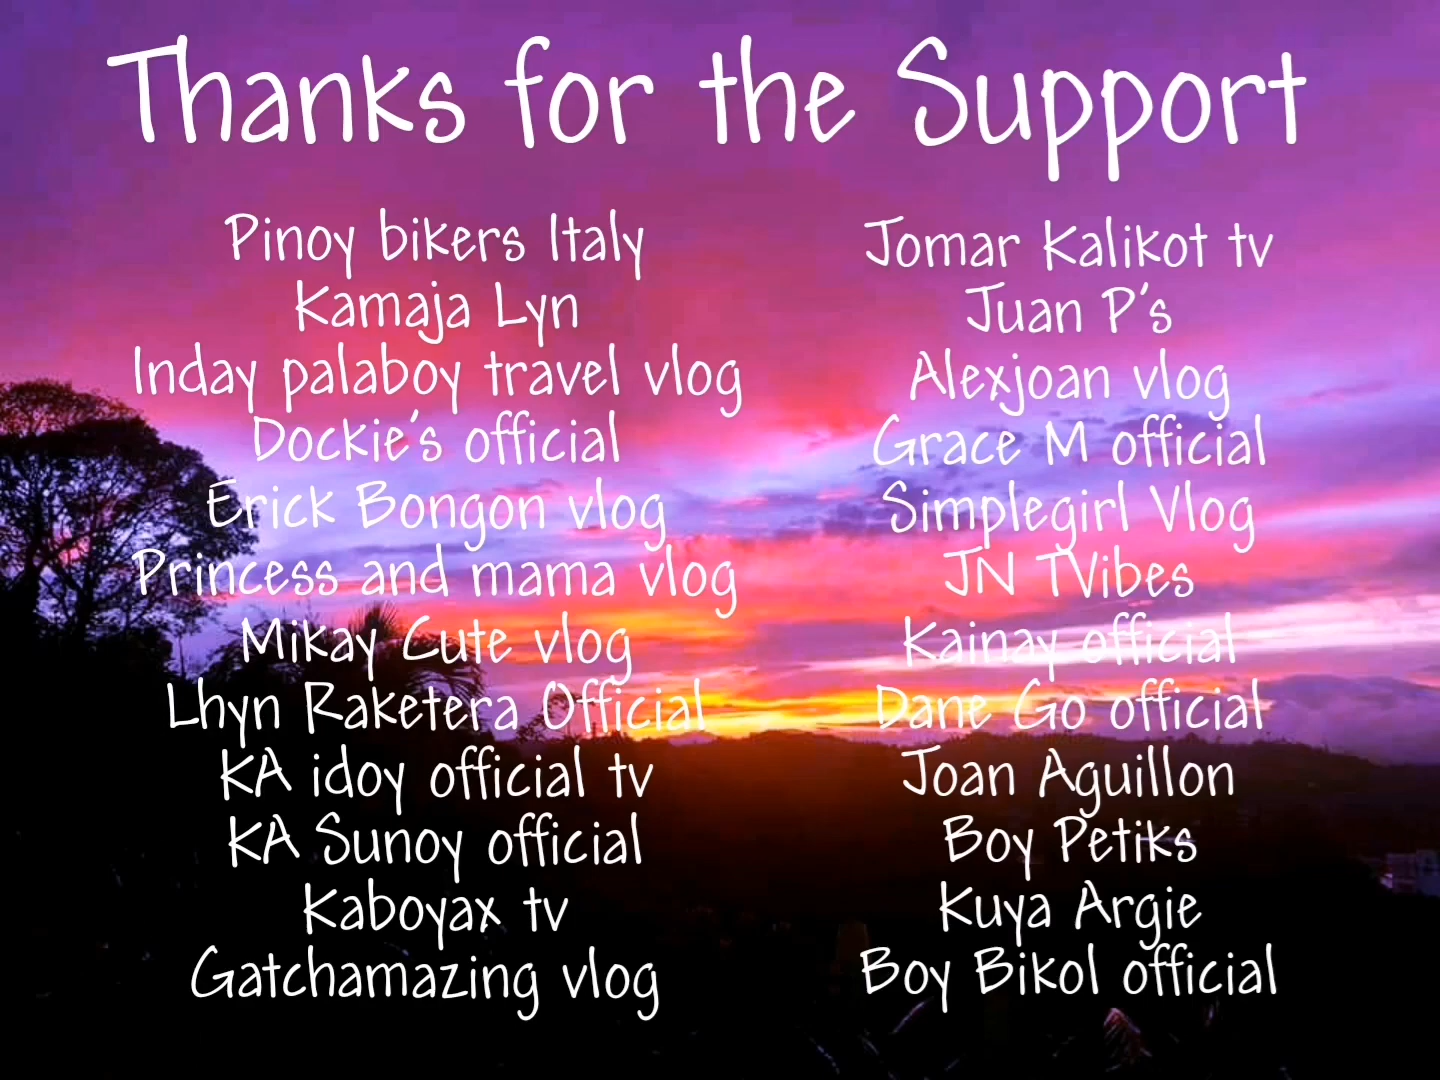 Thanks for the Support
Pinoy bikers Italy
Kamaja Lyn
Inday palaboy travel vlog
Dockie's official
Erick Bongon vlog
Princess and mama vlog
Mikay Cute vlog
Lhyn Raketera Official
KA idoy official tv
KA Sunoy official
Kaboyax tv
Gatchamazing vlog
Jomar Kalikot tv
Juan P's
Alexjoan vlog
Grace M official
Simplegirl Vlog
JN TVibes
Kainay official
Dane Go official
Joan Aguillon
Boy Petiks
Kuya Argie
Boy Bikol official